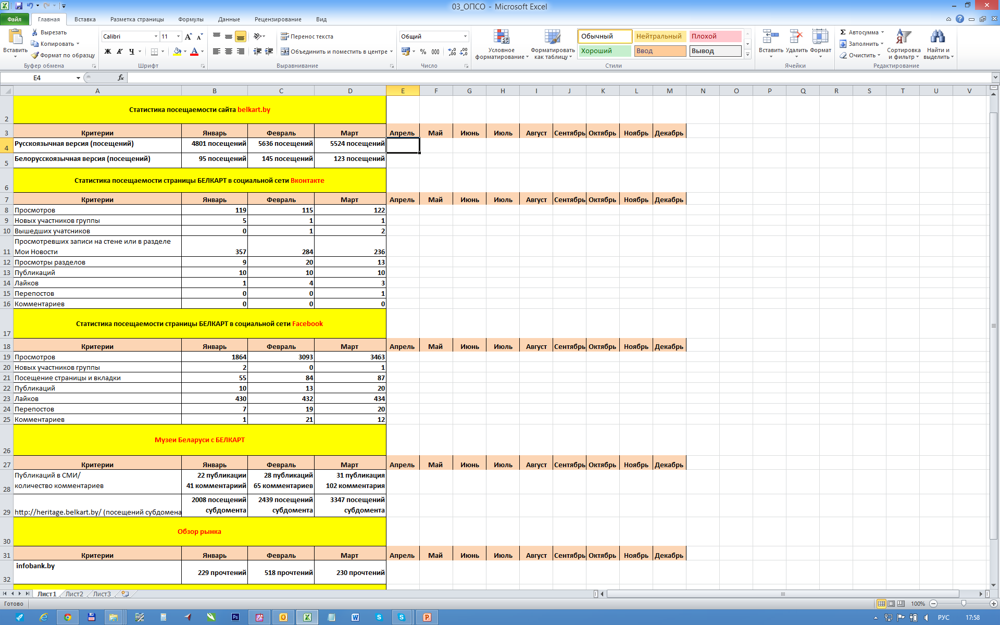 03_ОПСО - Microsoft Excel
Файл Главная Вставка Разметка страницы Формулы Данные Рецензирование Вид
Вставить
Вырезать
Копировать
Формат по образцу
Буфер обмена
Calibri 11
Ж К Ч
Шрифт
Перенос текста
Объединить и поместить в центре
Выравнивание
Общий
% 000
Число
Условное форматирование
Форматировать как таблицу
Обычный Нейтральный Плохой
Хороший Ввод Вывод
Стили
Вставить Удалить Формат
Ячейки
Σ Автосумма
Заполнить
Очистить
Сортировка и фильтр
Найти и выделить
Редактирование
E4 fx
A B C D E F G H I J K L M N O P Q R S T U V
2 Статистика посещаемости сайта belkart.by
3 Критерии Январь Февраль Март Апрель Май Июнь Июль Август Сентябрь Октябрь Ноябрь Декабрь
4 Русскоязычная версия (посещений) 4801 посещений 5636 посещений 5524 посещений
5 Белорусскоязычная версия (посещений) 95 посещений 145 посещений 123 посещений
6 Статистика посещаемости страницы БЕЛКАРТ в социальной сети Вконтакте
7 Критерии Январь Февраль Март Апрель Май Июнь Июль Август Сентябрь Октябрь Ноябрь Декабрь
8 Просмотров 119 115 122
9 Новых участников группы 5 1 1
10 Вышедших учатсников 0 1 2
Просмотревших записи на стене или в разделе
11 Мои Новости 357 284 236
12 Просмотры разделов 9 20 13
13 Публикаций 10 10 10
14 Лайков 1 4 3
15 Перепостов 0 0 1
16 Комментариев 0 0 0
17 Статистика посещаемости страницы БЕЛКАРТ в социальной сети Facebook
18 Критерии Январь Февраль Март Апрель Май Июнь Июль Август Сентябрь Октябрь Ноябрь Декабрь
19 Просмотров 1864 3093 3463
20 Новых участников группы 2 0 1
21 Посещение страницы и вкладки 55 84 87
22 Публикаций 10 13 20
23 Лайков 430 432 434
24 Перепостов 7 19 20
25 Комментариев 1 21 12
26 Музеи Беларуси с БЕЛКАРТ
27 Критерии Январь Февраль Март Апрель Май Июнь Июль Август Сентябрь Октябрь Ноябрь Декабрь
Публикаций в СМИ/ 22 публикации 28 публикаций 31 публикация
28 количество комментариев 41 комментариий 65 комментариев 102 комментария
2008 посещений 2439 посещений 3347 посещений
29 http://heritage.belkart.by/ (посещений субдомена субдомента субдомента субдомента
30 Обзор рынка
31 Критерии Январь Февраль Март Апрель Май Июнь Июль Август Сентябрь Октябрь Ноябрь Декабрь
infobank.by
32 229 прочтений 518 прочтений 230 прочтений
Лист1 Лист2 Лист3
Готово 100%
РУС 17:58